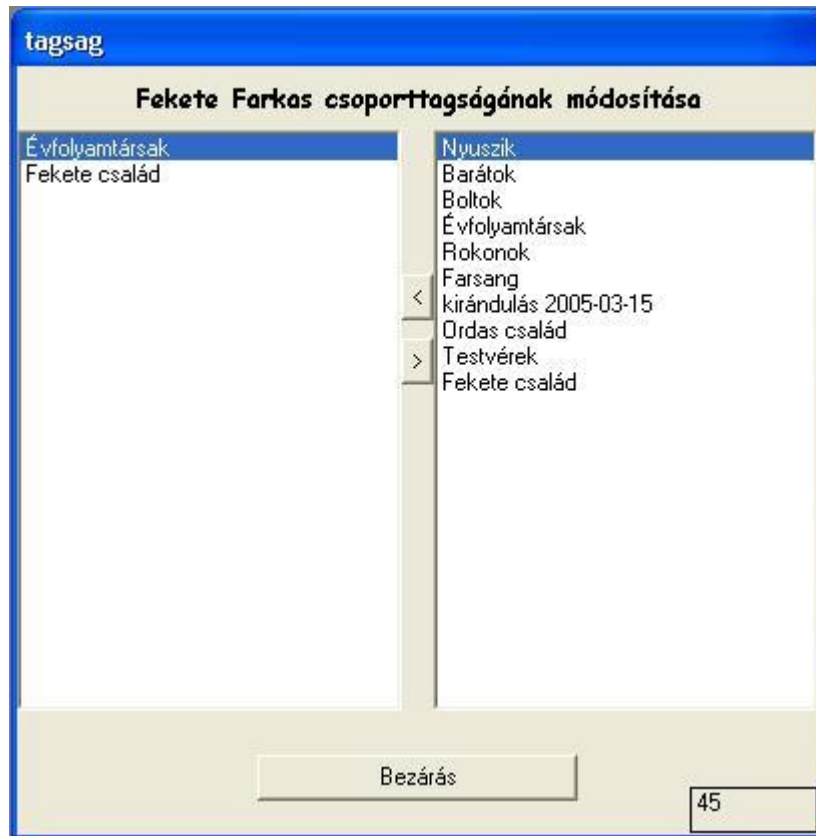 tagsag
Fekete Farkas csoporttagságának módosítása
Évfolyamtársak
Fekete család
<
>
Nyuszik
Barátok
Boltok
Évfolyamtársak
Rokonok
Farsang
kirándulás 2005-03-15
Ordas család
Testvérek
Fekete család
Bezárás
45